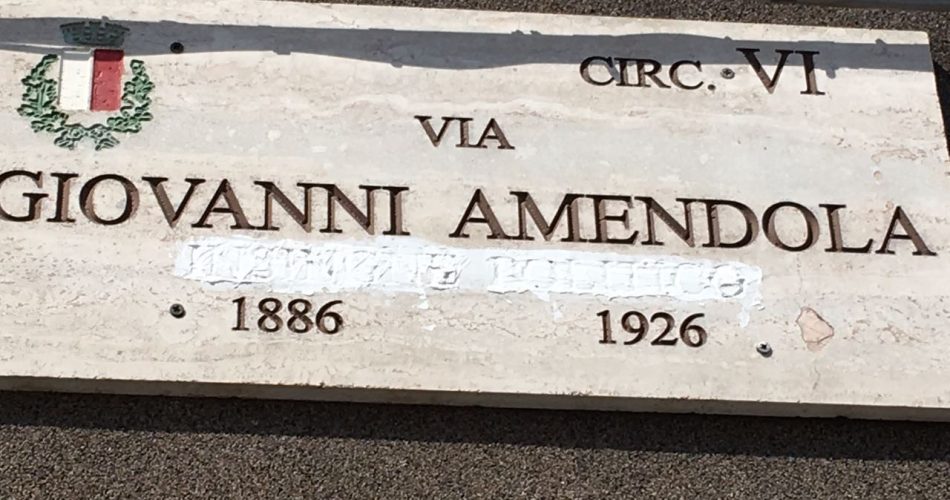 CIRC. VI
VIA
GIOVANNI AMENDOLA
1886 1926